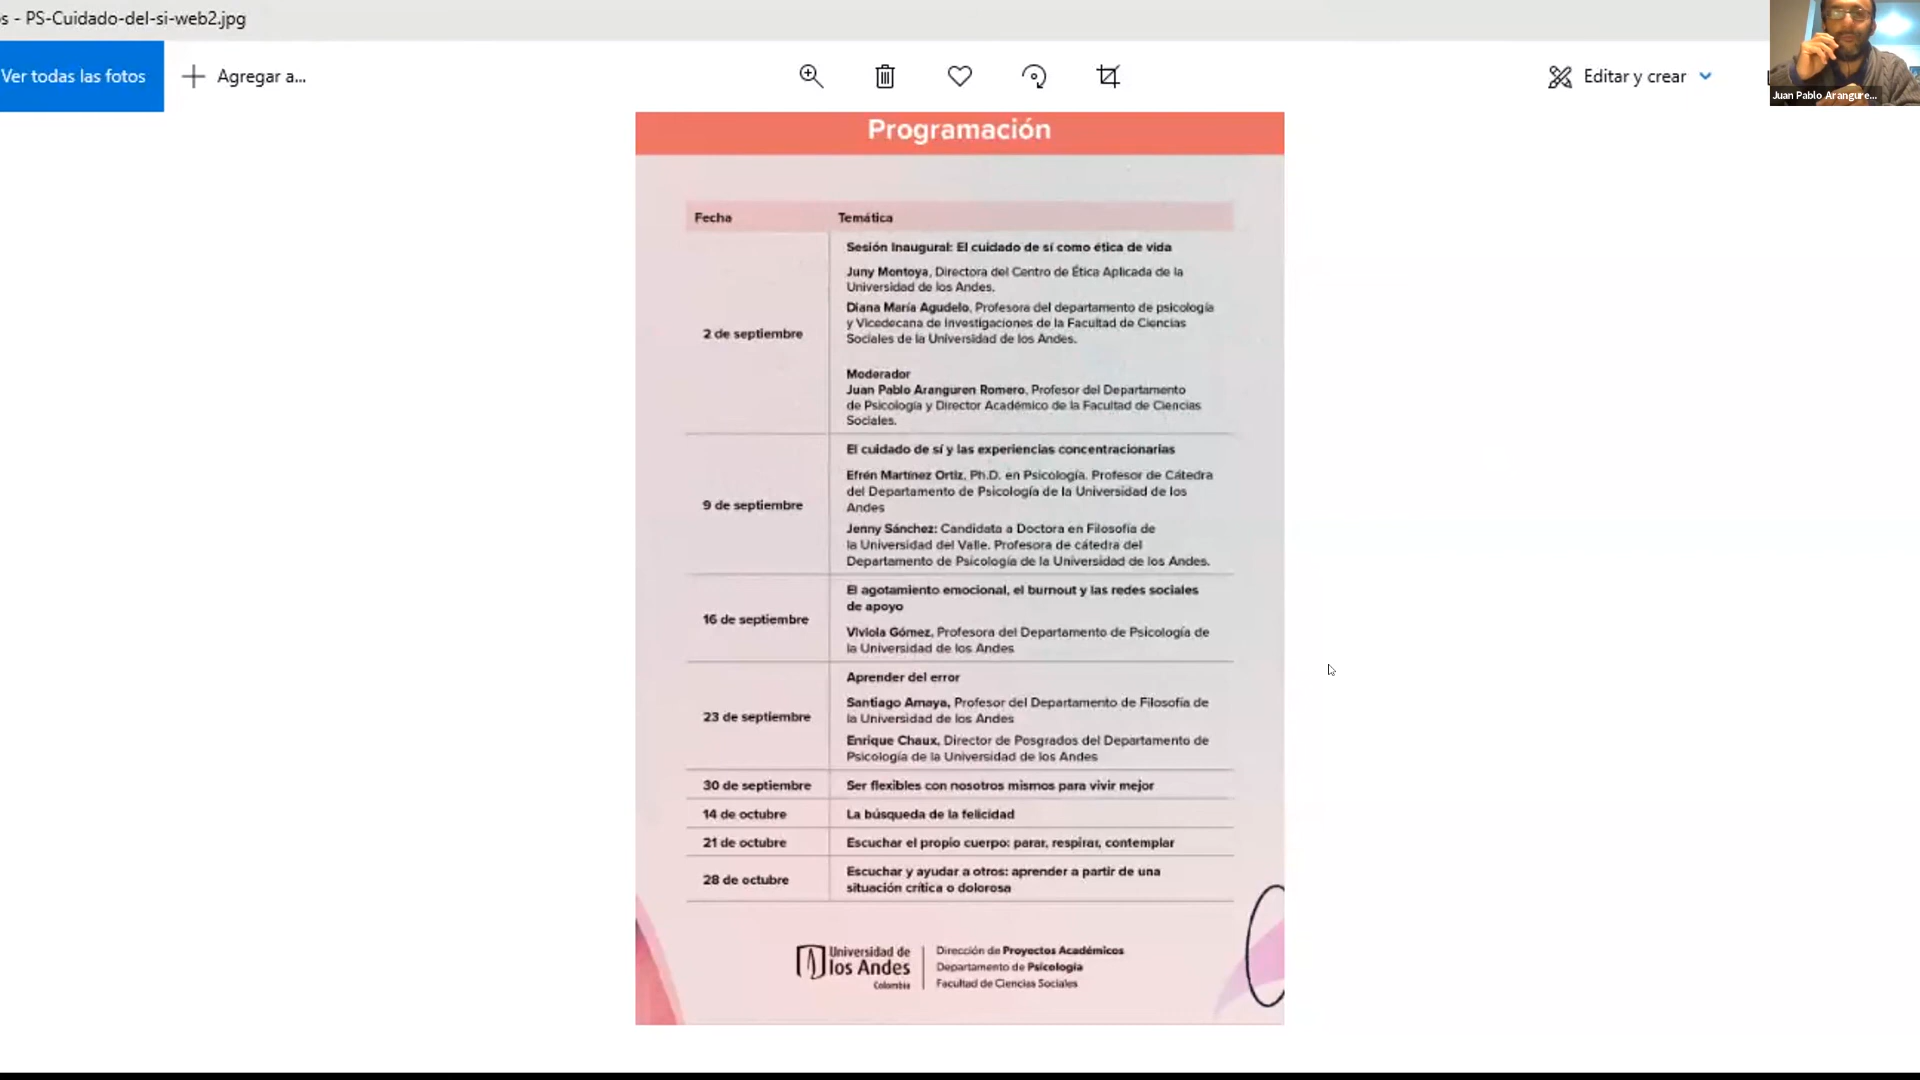 s - PS-Cuidado-del-si-web2.jpg
Ver todas las fotos
Agregar a...
Editar y crear
Juan Pablo Arangure...
Programación
Fecha
Temática
2 de septiembre
Sesión Inaugural: El cuidado de sí como ética de vida
Juny Montoya, Directora del Centro de Ética Aplicada de la
Universidad de los Andes.
Diana María Agudelo, Profesora del departamento de psicología
y Vicedecana de Investigaciones de la Facultad de Ciencias
Sociales de la Universidad de los Andes.
Moderador
Juan Pablo Aranguren Romero, Profesor del Departamento
de Psicología y Director Académico de la Facultad de Ciencias
Sociales.
9 de septiembre
El cuidado de sí y las experiencias concentracionarias
Efrén Martínez Ortiz, Ph.D. en Psicología. Profesor de Cátedra
del Departamento de Psicología de la Universidad de los
Andes
Jenny Sánchez: Candidata a Doctora en Filosofía de
la Universidad del Valle. Profesora de cátedra del
Departamento de Psicología de la Universidad de los Andes.
16 de septiembre
El agotamiento emocional, el burnout y las redes sociales
de apoyo
Viviola Gómez, Profesora del Departamento de Psicología de
la Universidad de los Andes
23 de septiembre
Aprender del error
Santiago Amaya, Profesor del Departamento de Filosofía de
la Universidad de los Andes
Enrique Chaux, Director de Posgrados del Departamento de
Psicología de la Universidad de los Andes
30 de septiembre
Ser flexibles con nosotros mismos para vivir mejor
14 de octubre
La búsqueda de la felicidad
21 de octubre
Escuchar el propio cuerpo: parar, respirar, contemplar
28 de octubre
Escuchar y ayudar a otros: aprender a partir de una
situación crítica o dolorosa
Universidad de
los Andes
Colombia
Dirección de Proyectos Académicos
Departamento de Psicología
Facultad de Ciencias Sociales